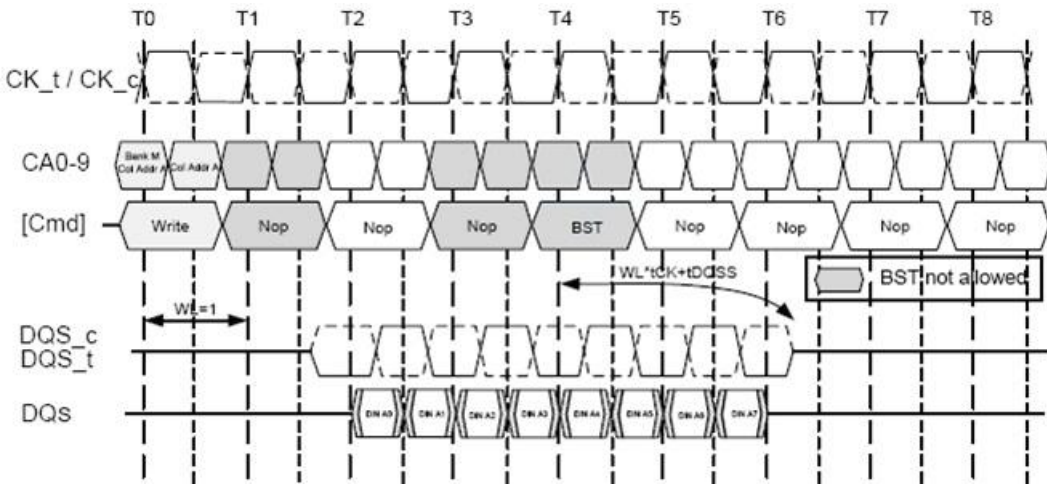 T0 T1 T2 T3 T4 T5 T6 T7 T8
CK_t / CK_c
CA0-9
Bank M
Col Addr A
Col Addr A
[Cmd]
Write Nop Nop Nop BST Nop Nop Nop Nop
WL*tCK+tDQSS
BST not allowed
WL=1
DQS_c
DQS_t
DQs
DIN A0 DIN A1 DIN A2 DIN A3 DIN A4 DIN A5 DIN A6 DIN A7